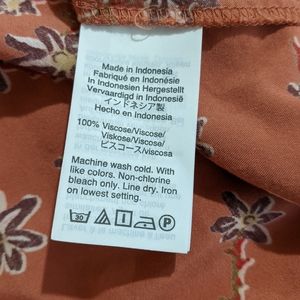 Made in Indonesia
Fabriqué en Indonésie
In Indonesien Hergestellt
Vervaardigd in Indonesië
インドネシア製
Hecho en Indonesia
100% Viscose/Viscose/
Viskose/Viscose/
ビスコース/viscosa
Machine wash cold. With
like colors. Non-chlorine
bleach only. Line dry. Iron
on lowest setting.
30
P